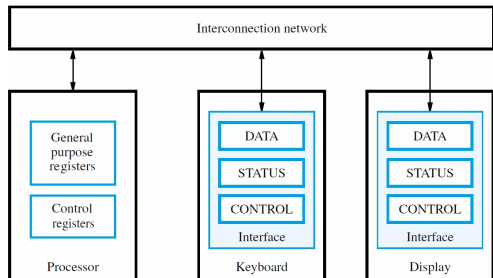 Interconnection network
General
purpose
registers
Control
registers
Processor
DATA
STATUS
CONTROL
Interface
Keyboard
DATA
STATUS
CONTROL
Interface
Display